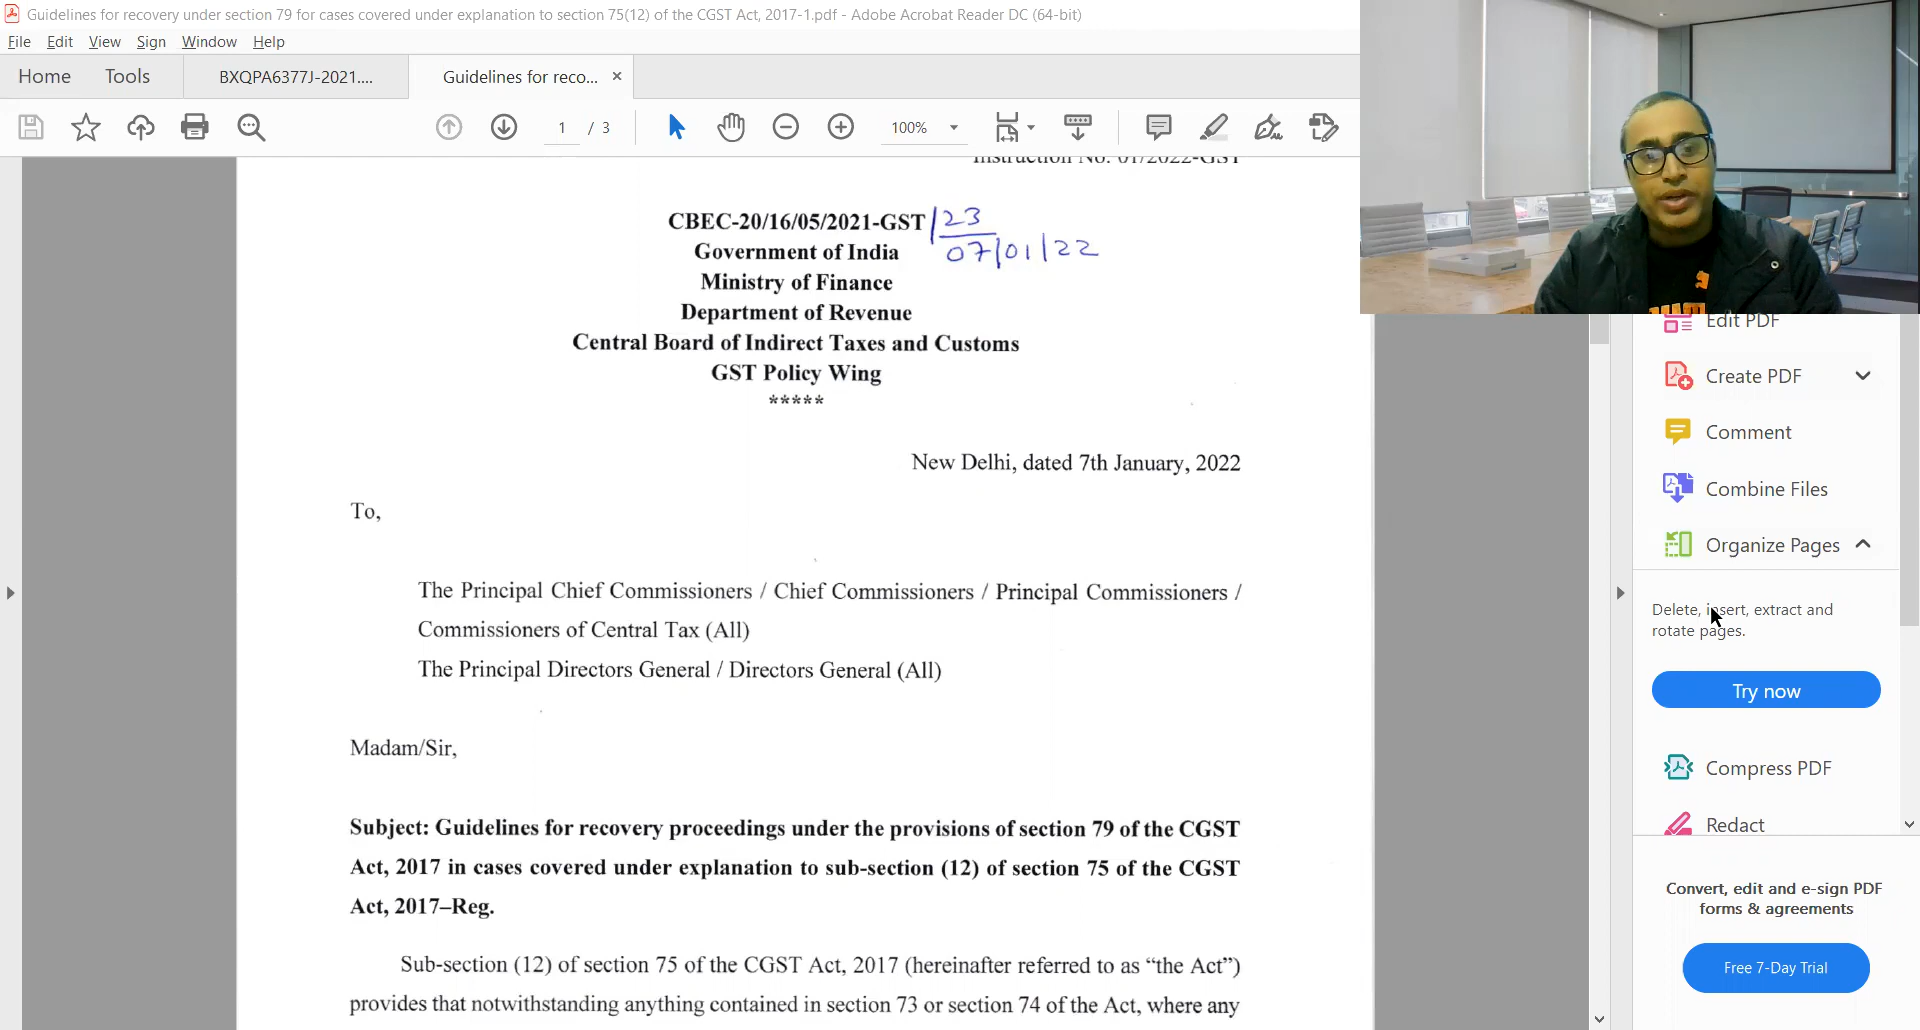 Guidelines for recovery under section 79 for cases covered under explanation to section 75(12) of the CGST Act, 2017-1.pdf - Adobe Acrobat Reader DC (64-bit)
File Edit View Sign Window Help
Home Tools BXQPA6377J-2021.... Guidelines for reco... ×
1 / 3 100%
Instruction No. 01/2022-GST
CBEC-20/16/05/2021-GST /23
07/01/22
Government of India
Ministry of Finance
Department of Revenue
Central Board of Indirect Taxes and Customs
GST Policy Wing
*****
New Delhi, dated 7th January, 2022
To,
The Principal Chief Commissioners / Chief Commissioners / Principal Commissioners /
Commissioners of Central Tax (All)
The Principal Directors General / Directors General (All)
Madam/Sir,
Subject: Guidelines for recovery proceedings under the provisions of section 79 of the CGST
Act, 2017 in cases covered under explanation to sub-section (12) of section 75 of the CGST
Act, 2017–Reg.
Sub-section (12) of section 75 of the CGST Act, 2017 (hereinafter referred to as “the Act”)
provides that notwithstanding anything contained in section 73 or section 74 of the Act, where any
Edit PDF
Create PDF
Comment
Combine Files
Organize Pages
Delete, insert, extract and
rotate pages.
Try now
Compress PDF
Redact
Convert, edit and e-sign PDF
forms & agreements
Free 7-Day Trial